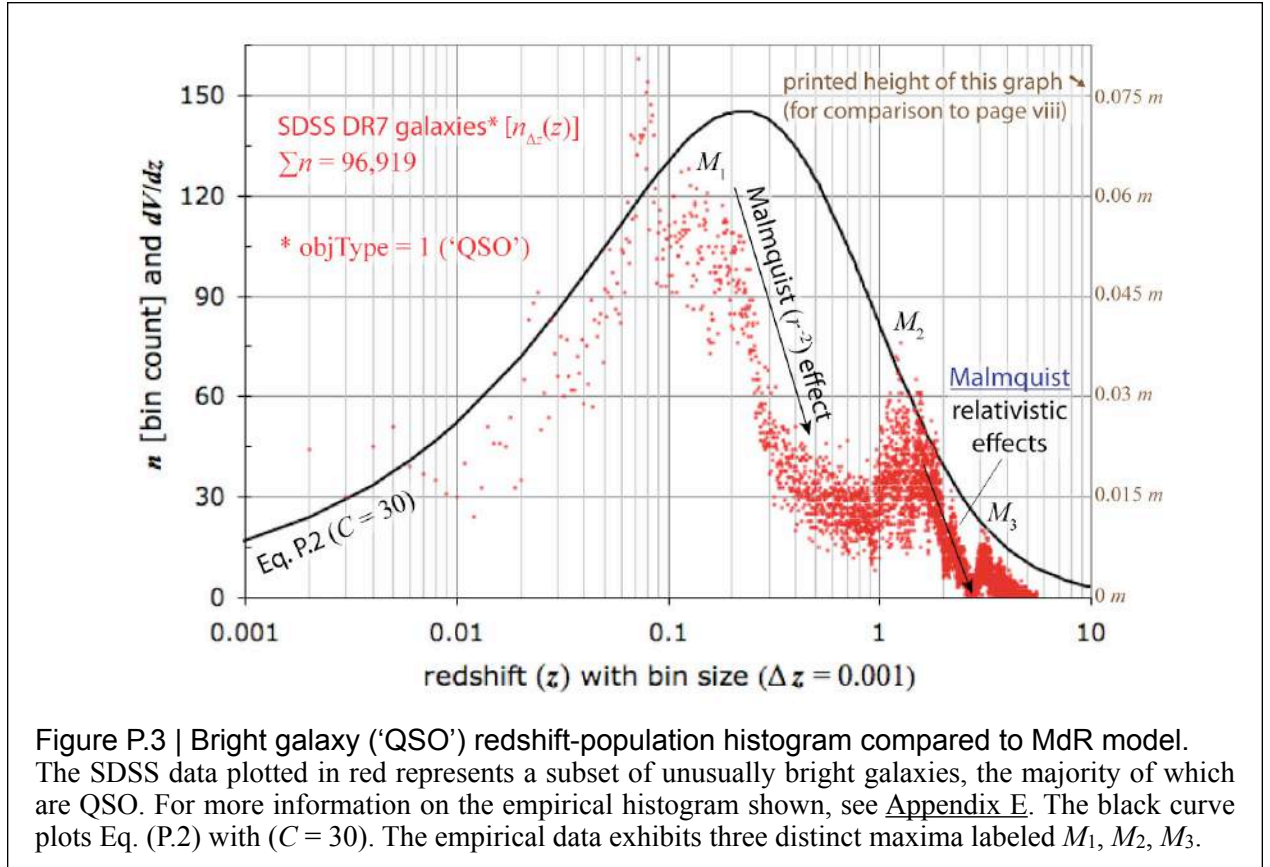 printed height of this graph
(for comparison to page viii)
150
120
90
60
30
0
n [bin count] and dV/dz
SDSS DR7 galaxies* [nΔz(z)]
∑n = 96,919
* objType = 1 ('QSO')
M1
Malmquist (r-2) effect
M2
Malmquist
relativistic
effects
M3
Eq. P.2 (C = 30)
0.075 m
0.06 m
0.045 m
0.03 m
0.015 m
0 m
0.001
0.01
0.1
1
10
redshift (z) with bin size (Δ z = 0.001)
Figure P.3 | Bright galaxy ('QSO') redshift-population histogram compared to MdR model.
The SDSS data plotted in red represents a subset of unusually bright galaxies, the majority of which
are QSO. For more information on the empirical histogram shown, see Appendix E. The black curve
plots Eq. (P.2) with (C = 30). The empirical data exhibits three distinct maxima labeled M1, M2, M3.